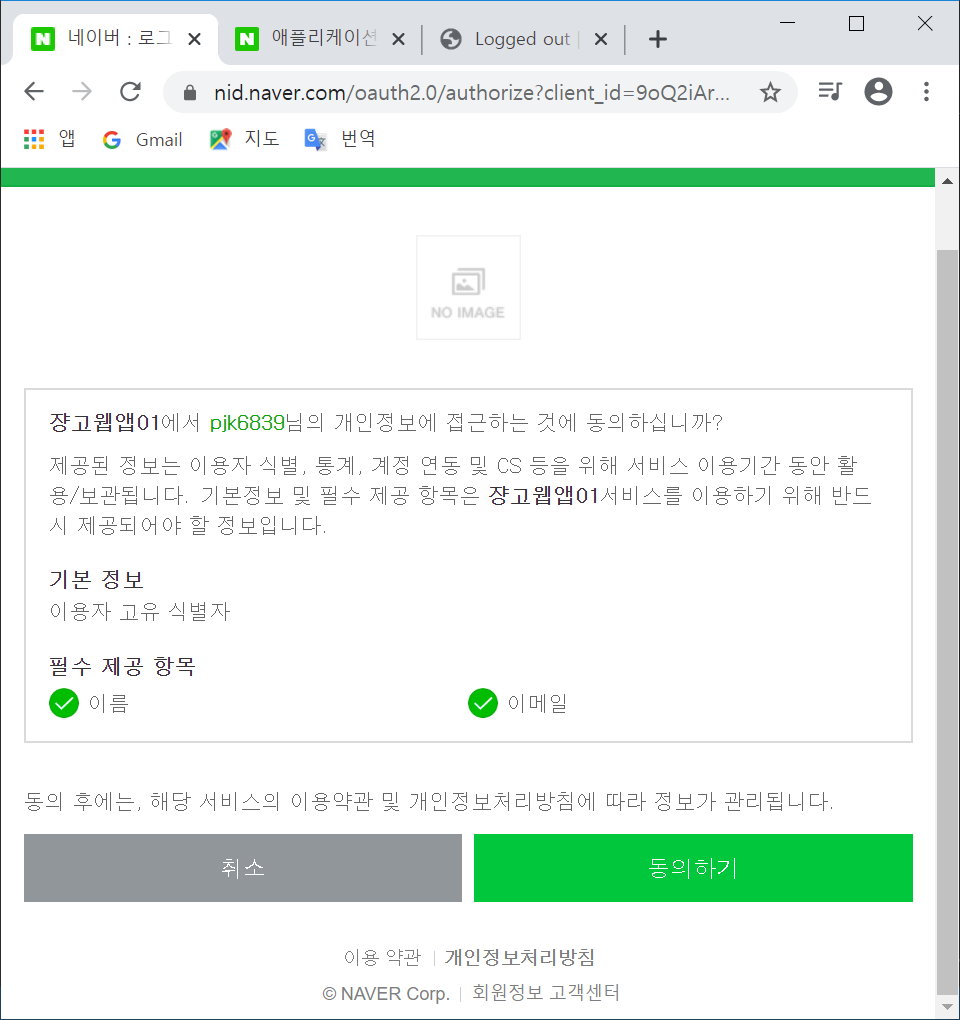 네이버 : 로그
애플리케이션
Logged out
nid.naver.com/oauth2.0/authorize?client_id=9oQ2iAr...
앱 Gmail 지도 번역
NO IMAGE
쟝고웹앱01에서 pjk6839님의 개인정보에 접근하는 것에 동의하십니까?
제공된 정보는 이용자 식별, 통계, 계정 연동 및 CS 등을 위해 서비스 이용기간 동안 활
용/보관됩니다. 기본정보 및 필수 제공 항목은 쟝고웹앱01서비스를 이용하기 위해 반드
시 제공되어야 할 정보입니다.
기본 정보
이용자 고유 식별자
필수 제공 항목
이름 이메일
동의 후에는, 해당 서비스의 이용약관 및 개인정보처리방침에 따라 정보가 관리됩니다.
취소 동의하기
이용 약관 | 개인정보처리방침
© NAVER Corp. | 회원정보 고객센터